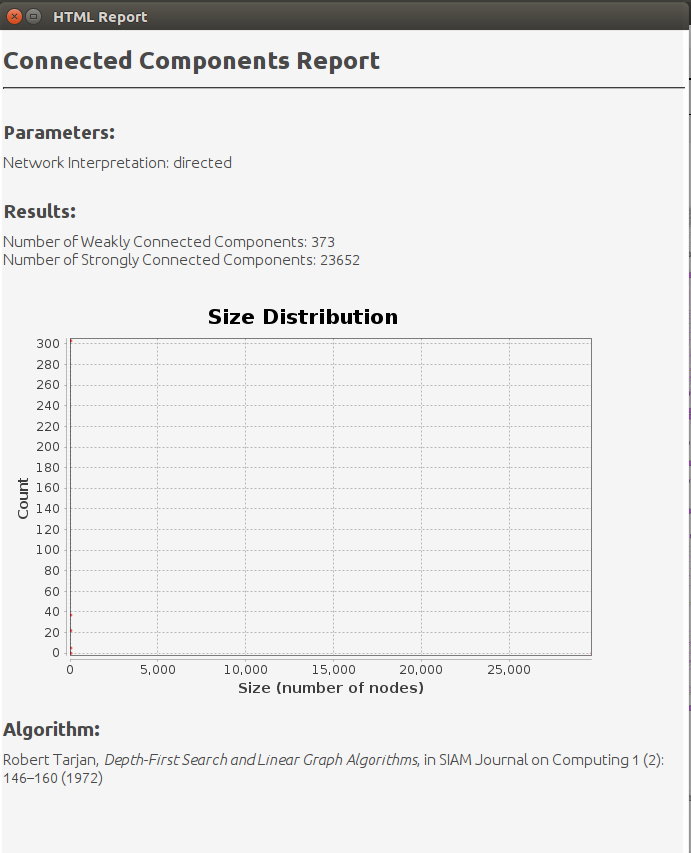 HTML Report
Connected Components Report
Parameters:
Network Interpretation: directed
Results:
Number of Weakly Connected Components: 373
Number of Strongly Connected Components: 23652
Size Distribution
300
280
260
240
220
200
180
160
140
120
100
80
60
40
20
0
Count
0 5,000 10,000 15,000 20,000 25,000
Size (number of nodes)
Algorithm:
Robert Tarjan, Depth-First Search and Linear Graph Algorithms, in SIAM Journal on Computing 1 (2):
146–160 (1972)